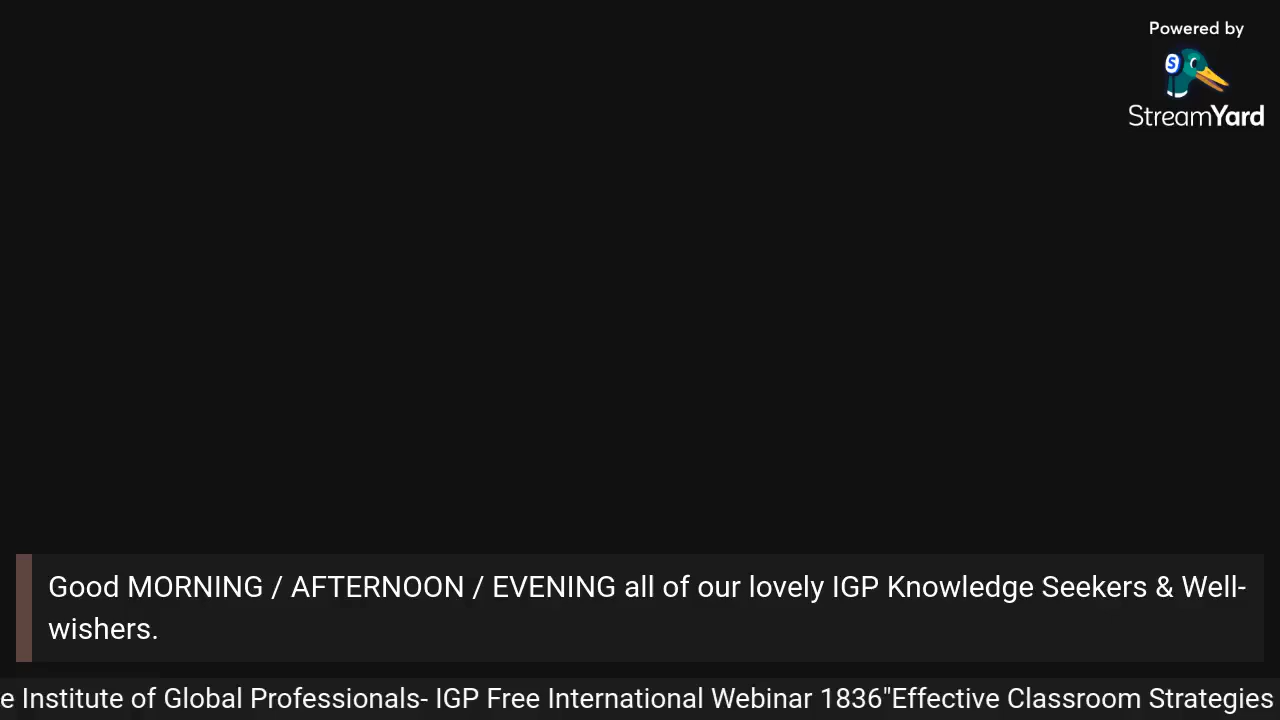 Powered by
S
StreamYard
Good MORNING / AFTERNOON / EVENING all of our lovely IGP Knowledge Seekers & Well-
wishers.
e Institute of Global Professionals- IGP Free International Webinar 1836"Effective Classroom Strategies